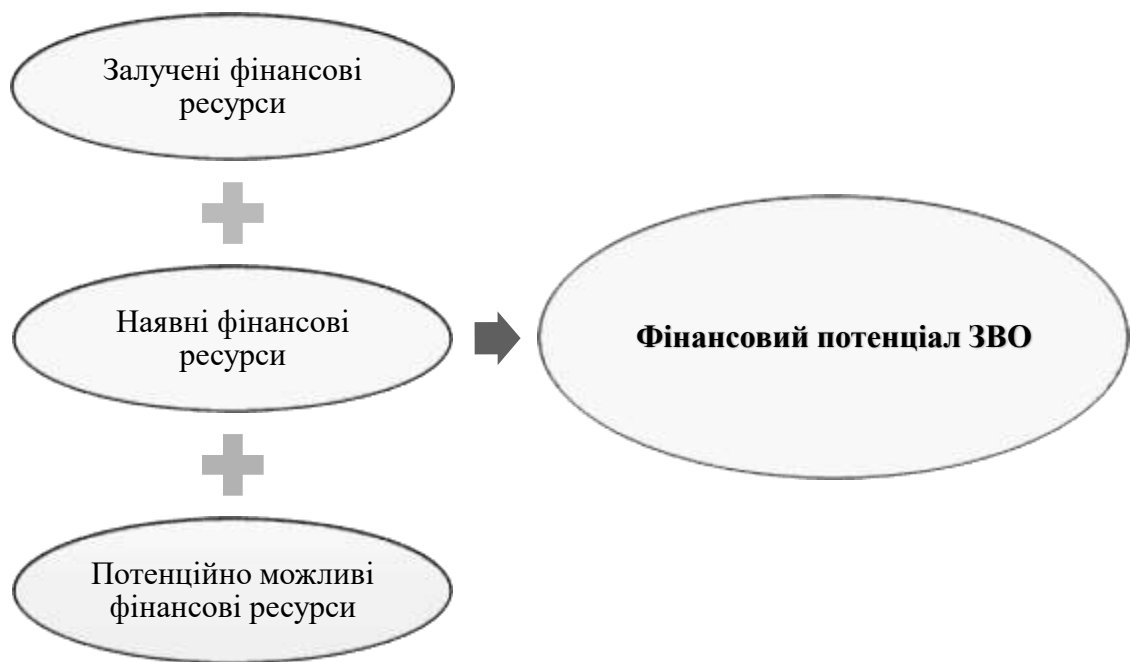 Залучені фінансові
ресурси
Наявні фінансові
ресурси
Фінансовий потенціал ЗВО
Потенційно можливі
фінансові ресурси